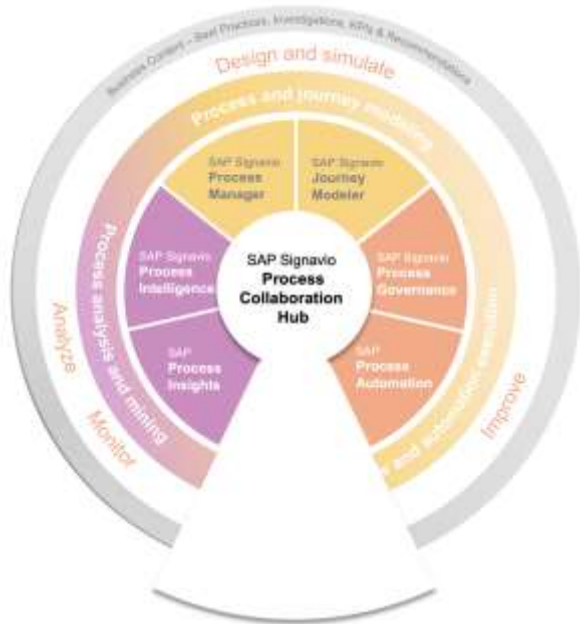 Business Content – Best Practices, Investigations, KPIs & Recommendations
Design and simulate
Process and journey modeling
SAP Signavio
Process
Manager
SAP Signavio
Journey
Modeler
SAP Signavio
Process
Intelligence
SAP Signavio
Process
Collaboration
Hub
SAP Signavio
Process
Governance
SAP
Process
Insights
SAP
Process
Automation
Process analysis and mining
and automation execution
Analyze
Monitor
Improve